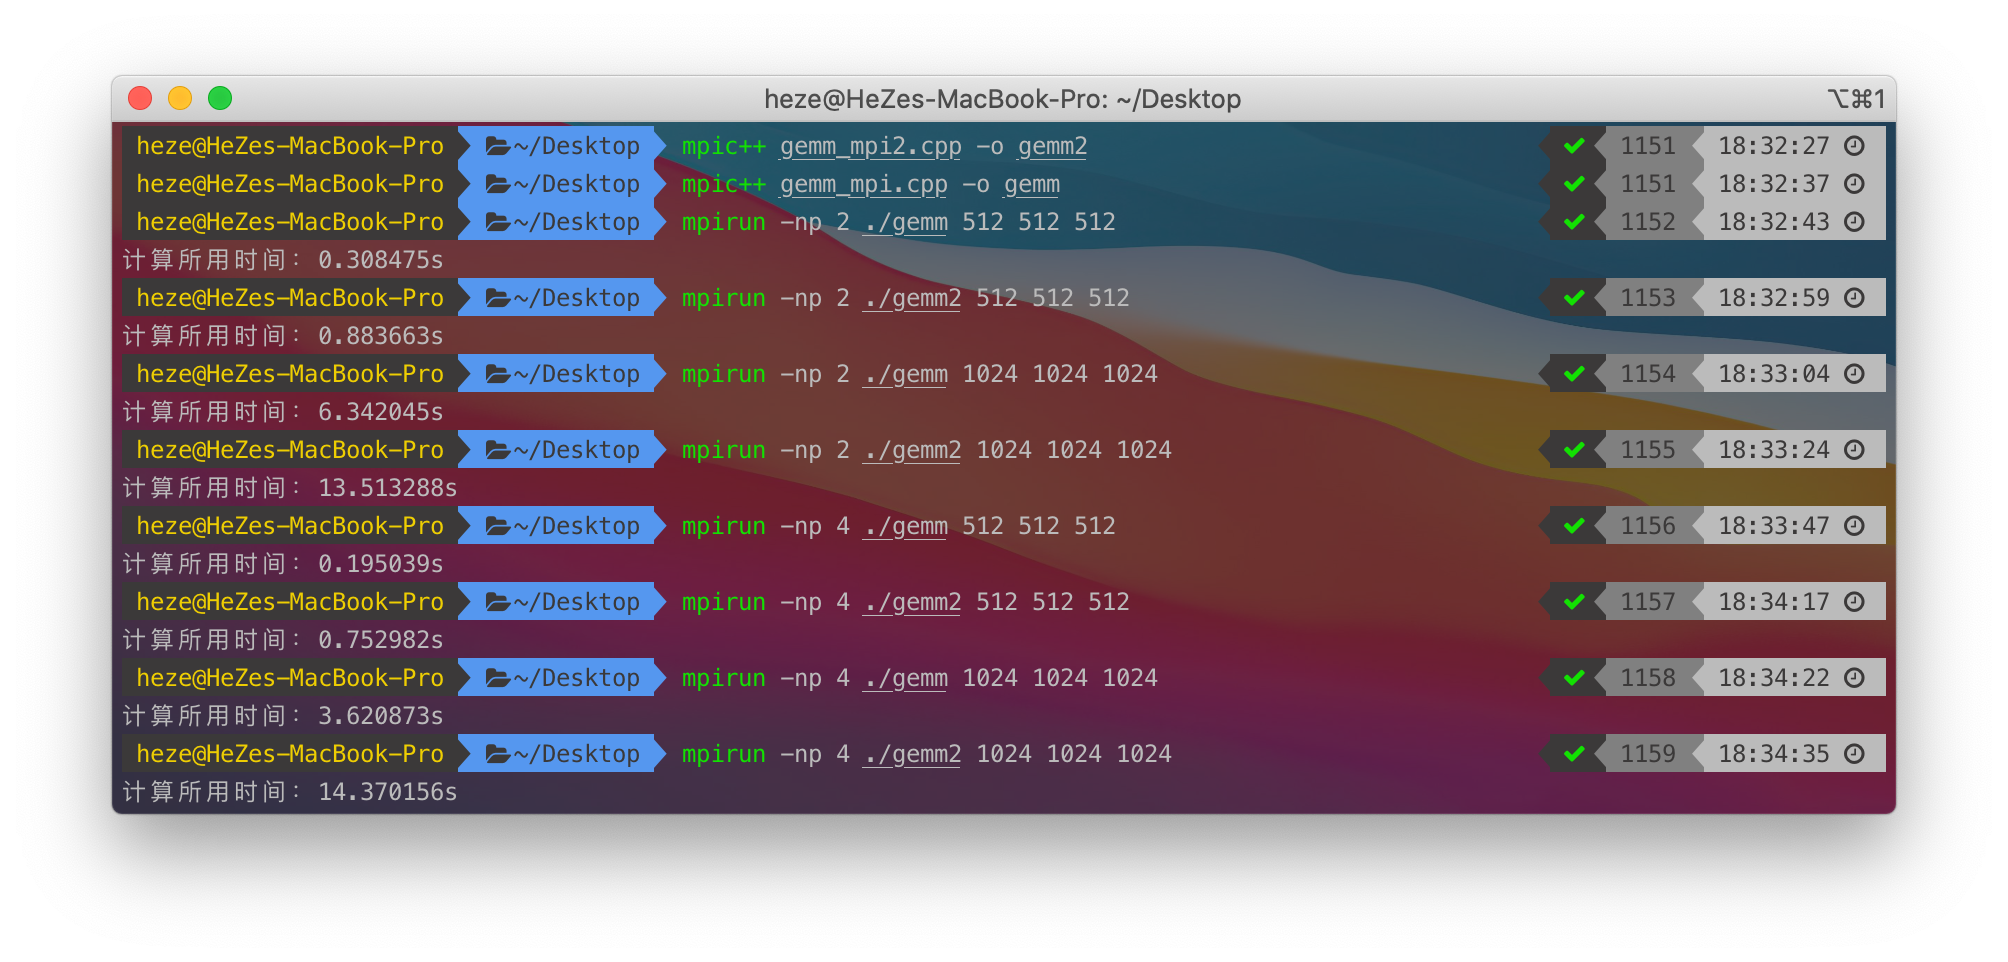 heze@HeZes-MacBook-Pro: ~/Desktop ⌥⌘1
heze@HeZes-MacBook-Pro ~/Desktop mpic++ gemm_mpi2.cpp -o gemm2 ✔ 1151 18:32:27
heze@HeZes-MacBook-Pro ~/Desktop mpic++ gemm_mpi.cpp -o gemm ✔ 1151 18:32:37
heze@HeZes-MacBook-Pro ~/Desktop mpirun -np 2 ./gemm 512 512 512 ✔ 1152 18:32:43
计算所用时间：0.308475s
heze@HeZes-MacBook-Pro ~/Desktop mpirun -np 2 ./gemm2 512 512 512 ✔ 1153 18:32:59
计算所用时间：0.883663s
heze@HeZes-MacBook-Pro ~/Desktop mpirun -np 2 ./gemm 1024 1024 1024 ✔ 1154 18:33:04
计算所用时间：6.342045s
heze@HeZes-MacBook-Pro ~/Desktop mpirun -np 2 ./gemm2 1024 1024 1024 ✔ 1155 18:33:24
计算所用时间：13.513288s
heze@HeZes-MacBook-Pro ~/Desktop mpirun -np 4 ./gemm 512 512 512 ✔ 1156 18:33:47
计算所用时间：0.195039s
heze@HeZes-MacBook-Pro ~/Desktop mpirun -np 4 ./gemm2 512 512 512 ✔ 1157 18:34:17
计算所用时间：0.752982s
heze@HeZes-MacBook-Pro ~/Desktop mpirun -np 4 ./gemm 1024 1024 1024 ✔ 1158 18:34:22
计算所用时间：3.620873s
heze@HeZes-MacBook-Pro ~/Desktop mpirun -np 4 ./gemm2 1024 1024 1024 ✔ 1159 18:34:35
计算所用时间：14.370156s